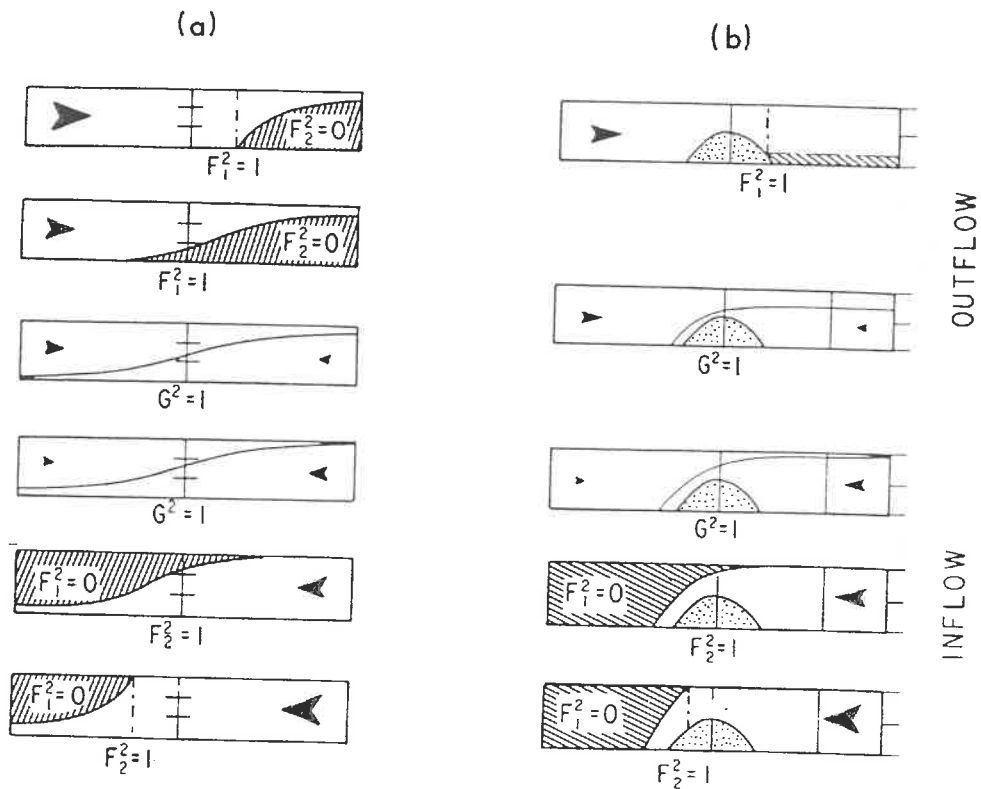 (a)
F₂²=0
F₁²=1
F₂²=0
F₁²=1
G²=1
G²=1
F₁²=0
F₂²=1
F₁²=0
F₂²=1
(b)
F₁²=1
G²=1
G²=1
F₁²=0
F₂²=1
F₁²=0
F₂²=1
OUTFLOW
INFLOW